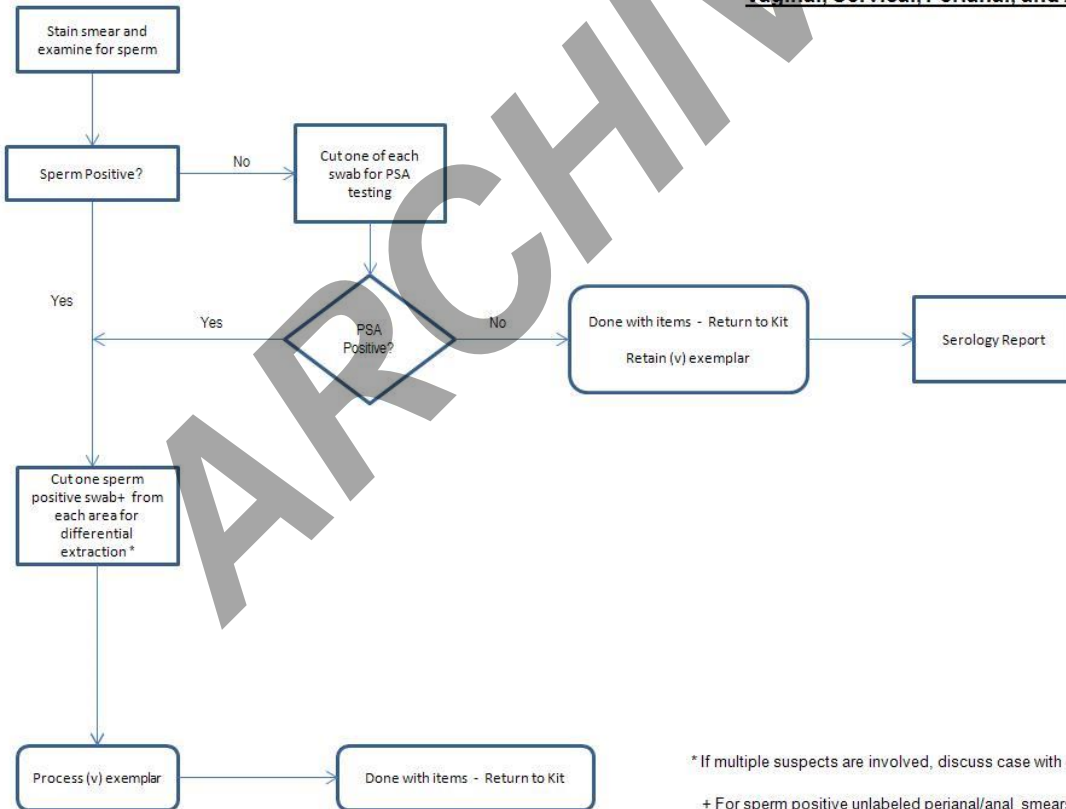 Vaginal, Cervical, Perianal, and
Stain smear and
examine for sperm
Sperm Positive?
No
Cut one of each
swab for PSA
testing
Yes
Yes
PSA
Positive?
No
Done with items - Return to Kit
Retain (v) exemplar
Serology Report
Cut one sperm
positive swab+ from
each area for
differential
extraction *
Process (v) exemplar
Done with items - Return to Kit
* If multiple suspects are involved, discuss case with
+ For sperm positive unlabeled perianal/anal smears